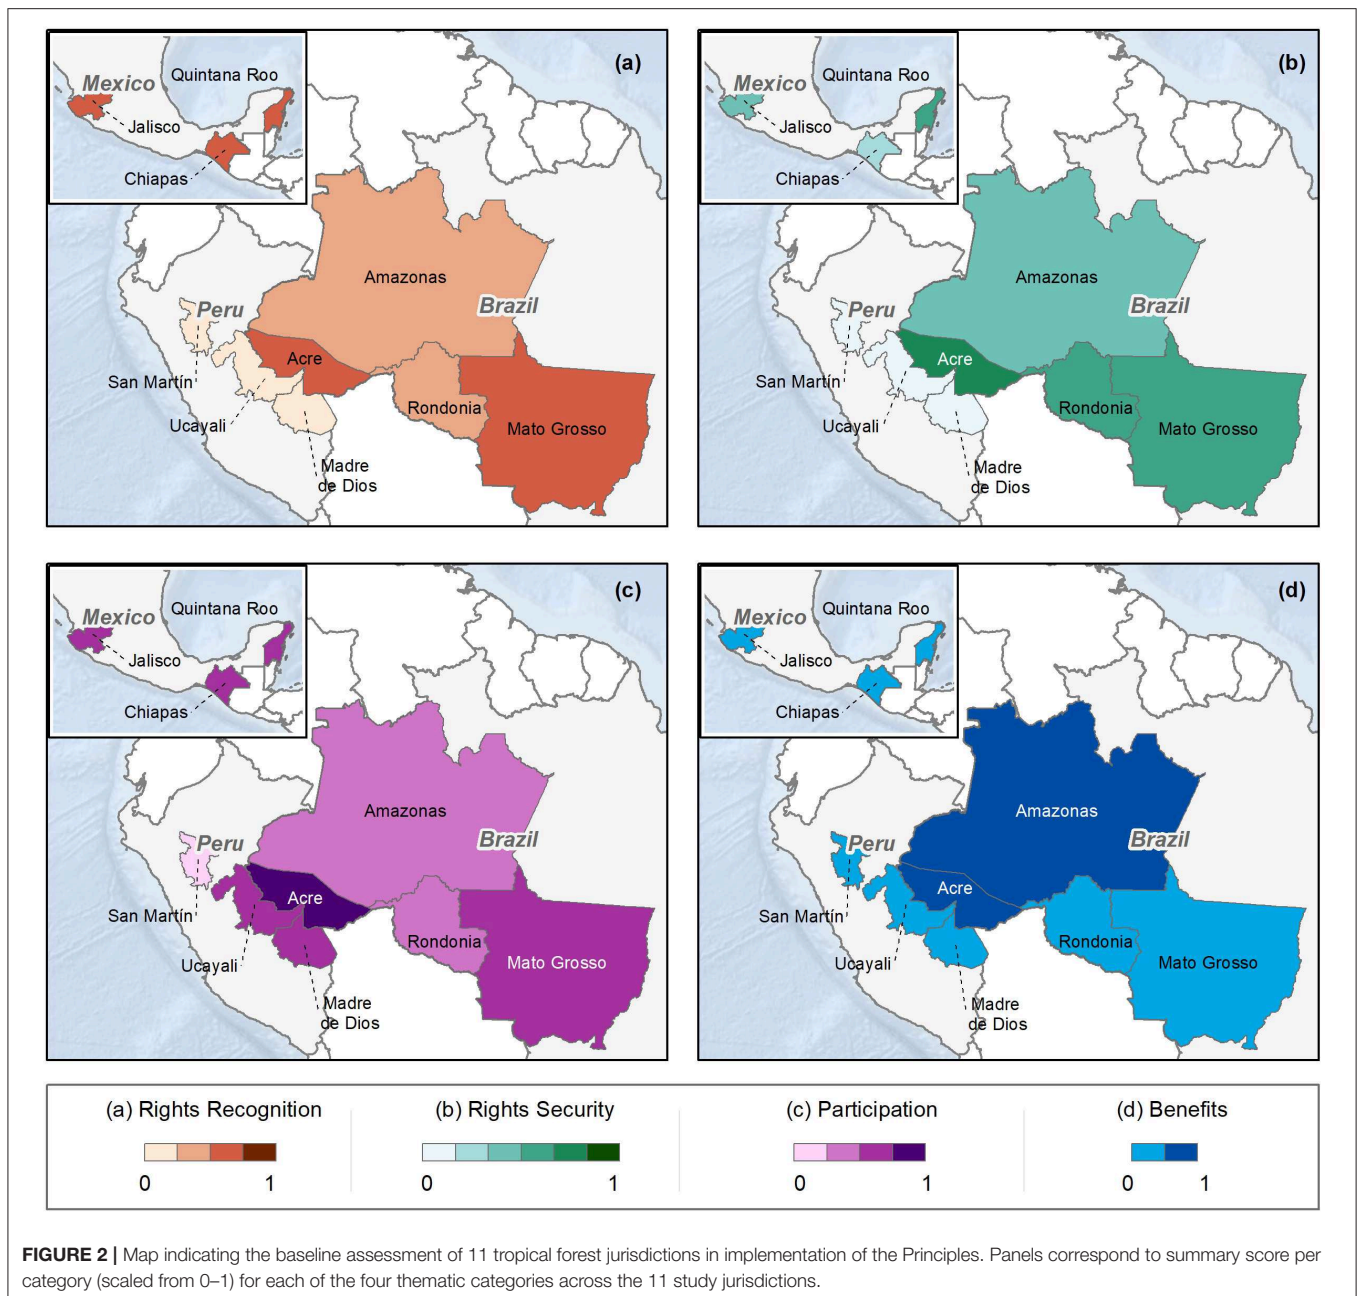 (a)
Mexico
Quintana Roo
Jalisco
Chiapas
Amazonas
Peru
Brazil
Acre
San Martín
Rondonia
Ucayali
Mato Grosso
Madre
de Dios
(b)
Mexico
Quintana Roo
Jalisco
Chiapas
Amazonas
Peru
Brazil
Acre
San Martín
Rondonia
Ucayali
Mato Grosso
Madre
de Dios
(c)
Mexico
Quintana Roo
Jalisco
Chiapas
Amazonas
Peru
Brazil
Acre
San Martín
Rondonia
Ucayali
Mato Grosso
Madre
de Dios
(d)
Mexico
Quintana Roo
Jalisco
Chiapas
Amazonas
Peru
Brazil
Acre
San Martín
Rondonia
Ucayali
Mato Grosso
Madre
de Dios
(a) Rights Recognition
0 1
(b) Rights Security
0 1
(c) Participation
0 1
(d) Benefits
0 1
FIGURE 2 | Map indicating the baseline assessment of 11 tropical forest jurisdictions in implementation of the Principles. Panels correspond to summary score per
category (scaled from 0–1) for each of the four thematic categories across the 11 study jurisdictions.